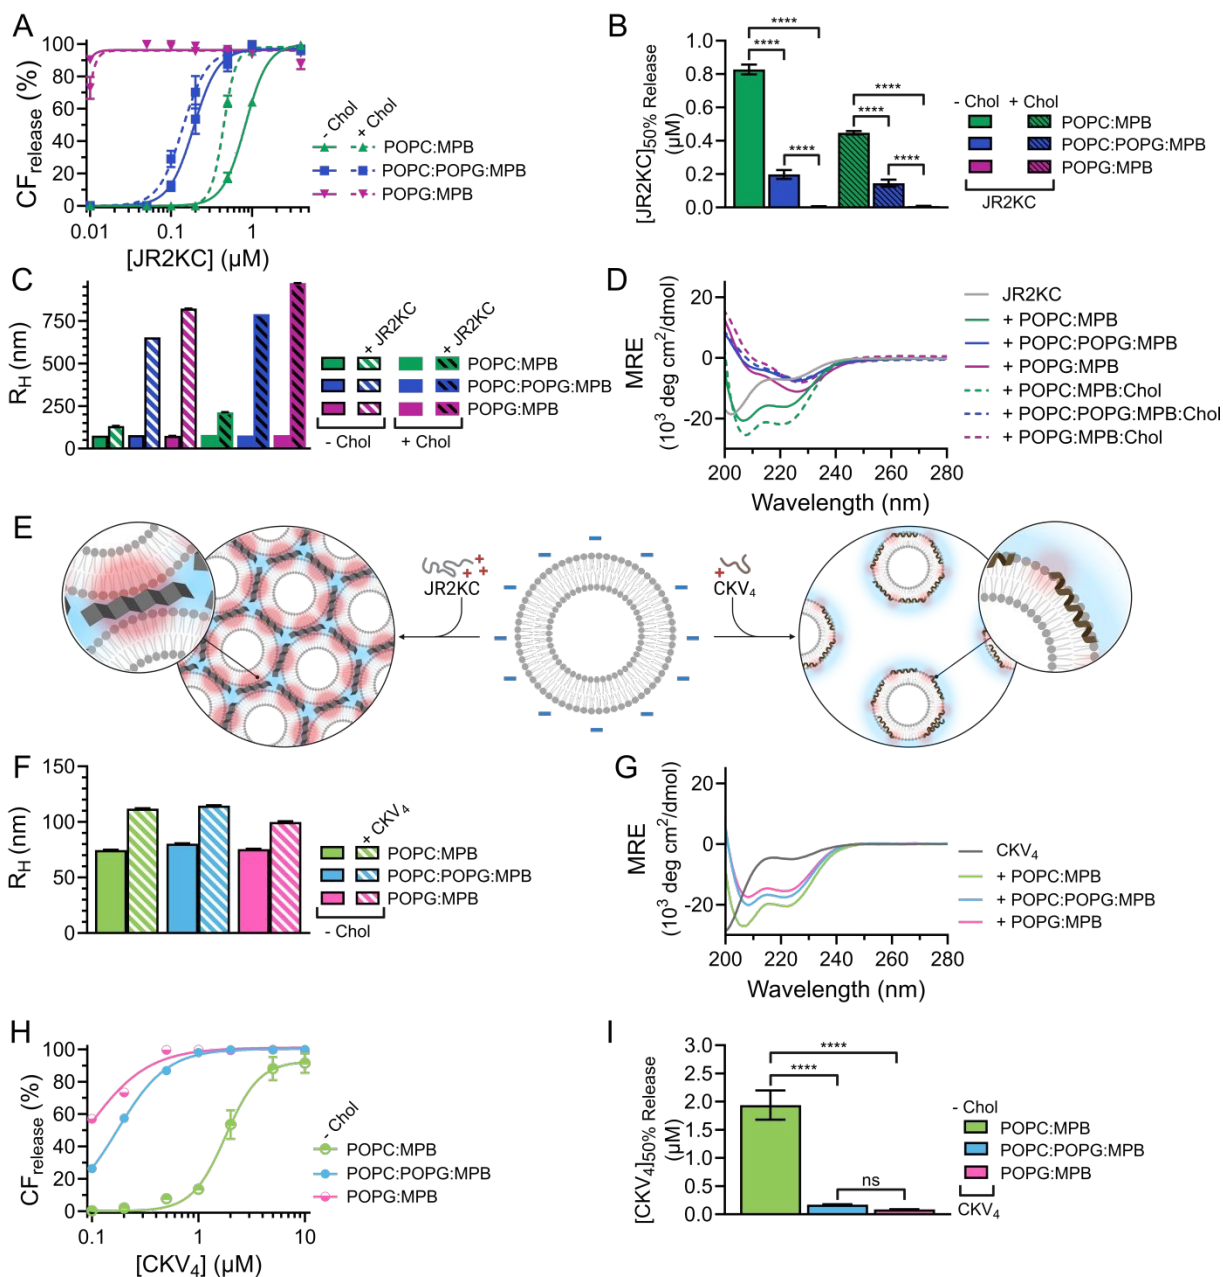 A
CF release (%)
100
80
60
40
20
0
0.01
0.1
1
[JR2KC] (µM)
- Chol
+ Chol
POPC:MPB
POPC:POPG:MPB
POPG:MPB
B
[JR2KC]50% Release
(µM)
1.0
0.8
0.6
0.4
0.2
0.0
****
****
****
****
****
****
- Chol + Chol
POPC:MPB
POPC:POPG:MPB
POPG:MPB
JR2KC
C
RH (nm)
750
500
250
0
+ JR2KC
+ JR2KC
POPC:MPB
POPC:POPG:MPB
POPG:MPB
- Chol
+ Chol
D
MRE
(10³ deg cm²/dmol)
20
0
-20
200 220 240 260 280
Wavelength (nm)
JR2KC
+ POPC:MPB
+ POPC:POPG:MPB
+ POPG:MPB
+ POPC:MPB:Chol
+ POPC:POPG:MPB:Chol
+ POPG:MPB:Chol
E
JR2KC
CKV4
F
RH (nm)
150
100
50
0
+ CKV4
POPC:MPB
POPC:POPG:MPB
POPG:MPB
- Chol
G
MRE
(10³ deg cm²/dmol)
20
0
-20
200 220 240 260 280
Wavelength (nm)
CKV4
+ POPC:MPB
+ POPC:POPG:MPB
+ POPG:MPB
H
CF release (%)
100
80
60
40
20
0
0.1
1
10
[CKV4] (µM)
- Chol
POPC:MPB
POPC:POPG:MPB
POPG:MPB
I
[CKV4]50% Release
(µM)
3.0
2.5
2.0
1.5
1.0
0.5
0.0
****
****
ns
- Chol
POPC:MPB
POPC:POPG:MPB
POPG:MPB
CKV4